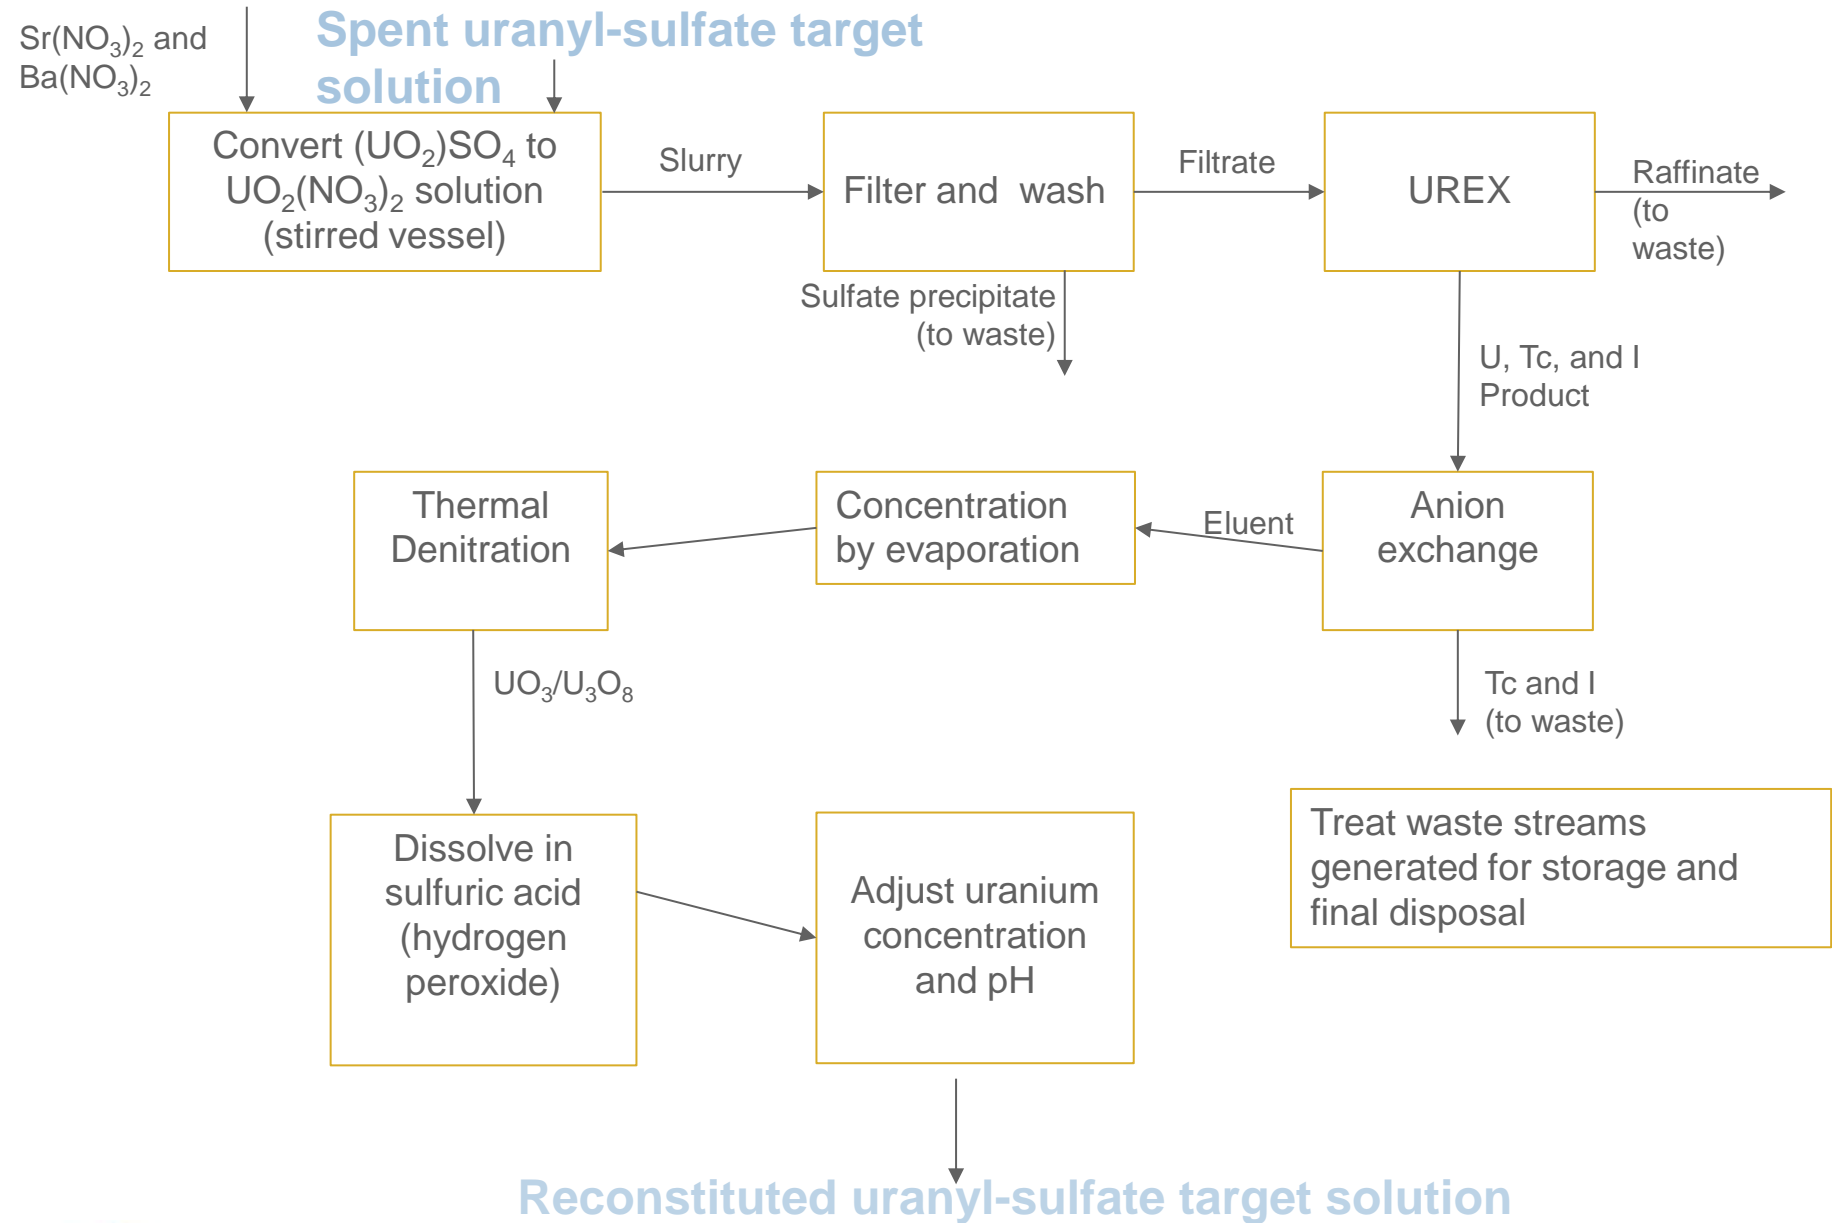 Sr(NO₃)₂ and
Ba(NO₃)₂
Spent uranyl-sulfate target
solution
Convert (UO₂)SO₄ to
UO₂(NO₃)₂ solution
(stirred vessel)
Slurry
Filter and wash
Filtrate
UREX
Raffinate
(to
waste)
Sulfate precipitate
(to waste)
U, Tc, and I
Product
Thermal
Denitration
Concentration
by evaporation
Eluent
Anion
exchange
UO₃/U₃O₈
Tc and I
(to waste)
Dissolve in
sulfuric acid
(hydrogen
peroxide)
Adjust uranium
concentration
and pH
Treat waste streams
generated for storage and
final disposal
Reconstituted uranyl-sulfate target solution